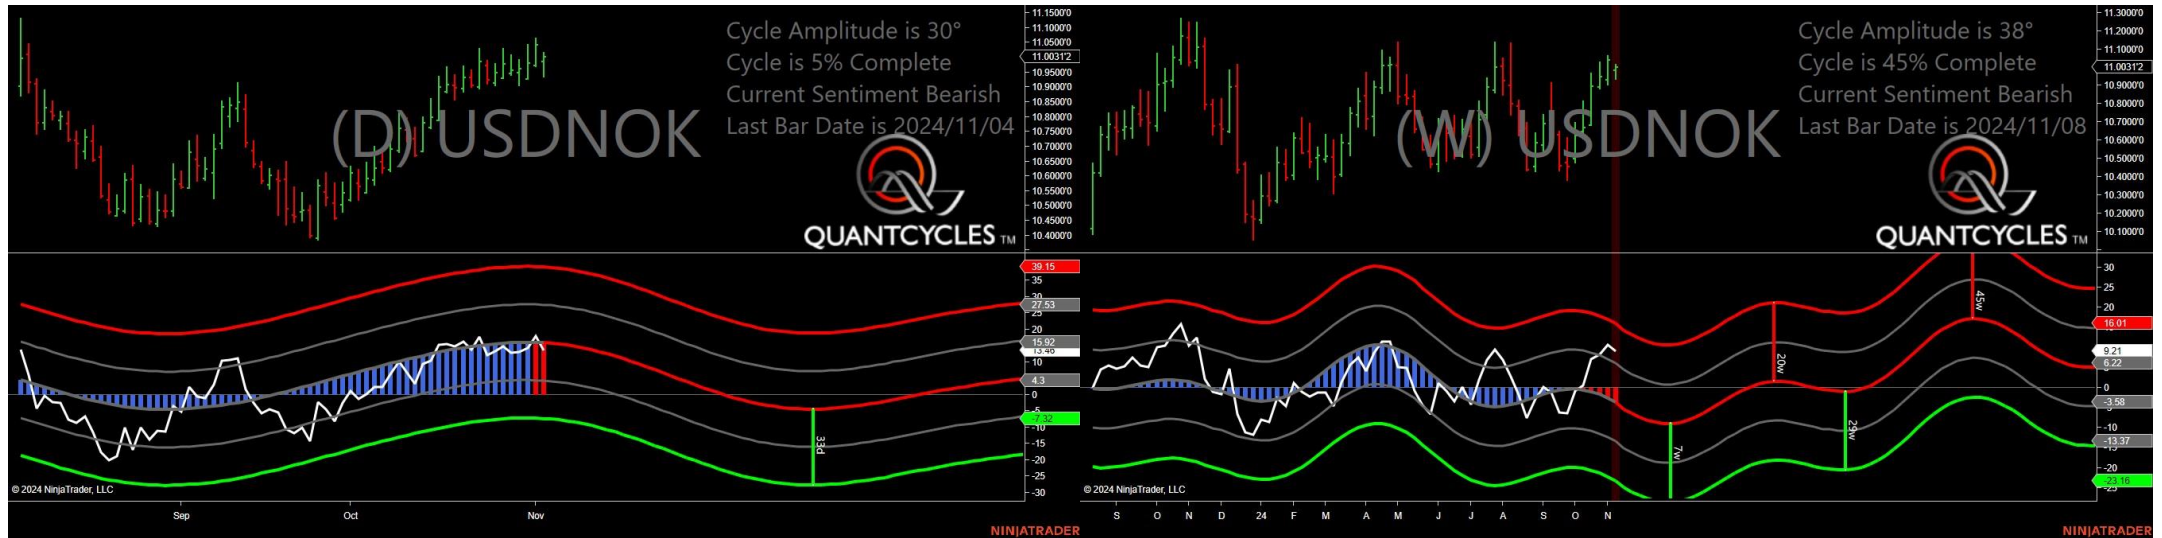 Cycle Amplitude is 30°
Cycle is 5% Complete
Current Sentiment Bearish
Last Bar Date is 2024/11/04
(D) USDNOK
QUANTCYCLES TM
11.1500'0
11.1000'0
11.0500'0
11.0031'2
10.9500'0
10.9000'0
10.8500'0
10.8000'0
10.7500'0
10.7000'0
10.6500'0
10.6000'0
10.5500'0
10.5000'0
10.4500'0
10.4000'0
39.15
35
30
27.53
25
20
15.92
13.46
10
4.3
0
-5
-7.32
-10
-15
-20
-25
-30
33d
© 2024 NinjaTrader, LLC
Sep Oct Nov
NINJATRADER
Cycle Amplitude is 38°
Cycle is 45% Complete
Current Sentiment Bearish
Last Bar Date is 2024/11/08
(W) USDNOK
QUANTCYCLES TM
11.3000'0
11.2000'0
11.1000'0
11.0031'2
10.9000'0
10.8000'0
10.7000'0
10.6000'0
10.5000'0
10.4000'0
10.3000'0
10.2000'0
10.1000'0
30
25
20
16.01
9.21
6.22
5
0
-3.58
-10
-13.37
-20
-23.16
-25
7w
20w
29w
45w
© 2024 NinjaTrader, LLC
S O N D 24 F M A M J J A S O N
NINJATRADER